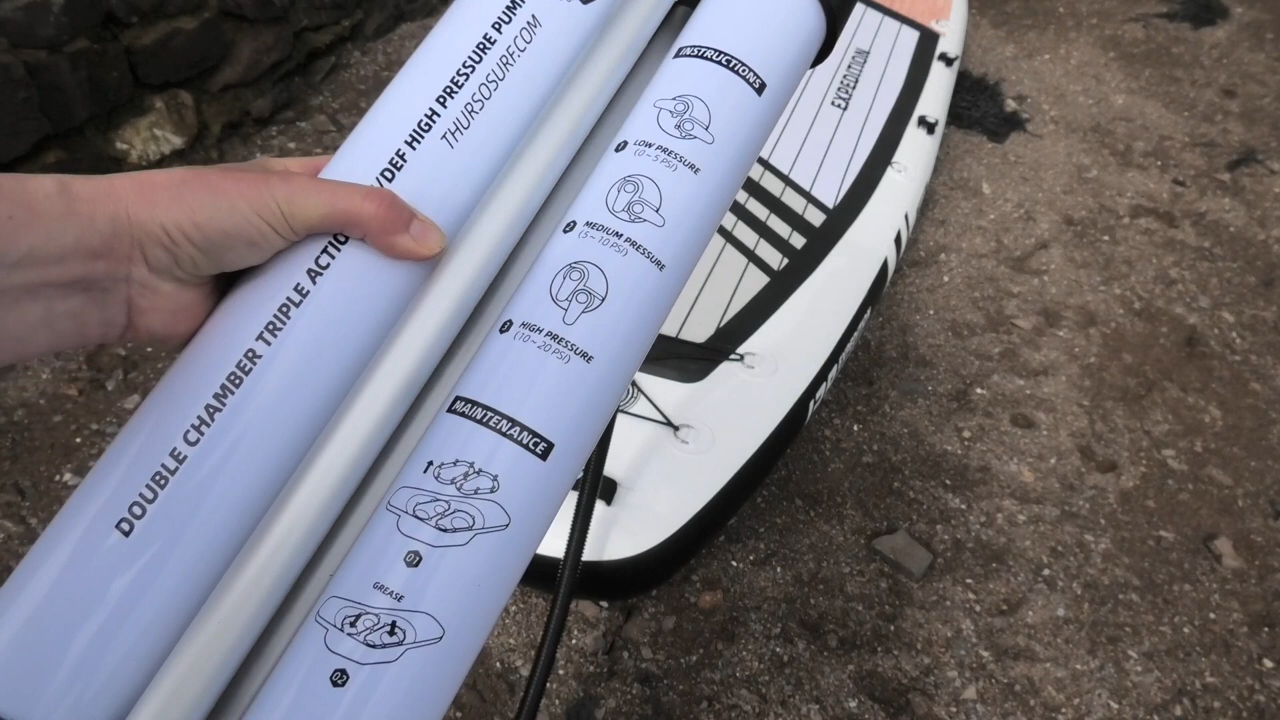 DOUBLE CHAMBER TRIPLE ACTIO /DEF HIGH PRESSURE PUM
THURSOSURF.COM
INSTRUCTIONS
1 LOW PRESSURE
(0~5 PSI)
2 MEDIUM PRESSURE
(5~10 PSI)
3 HIGH PRESSURE
(10~20 PSI)
MAINTENANCE
01
GREASE
02
EXPEDITION